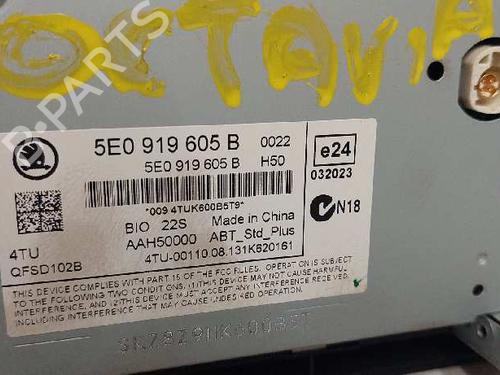 OCTAVIA
B-PARTS
5E0 919 605 B 0022
5E0 919 605 B H50
*009 4TUK600B5T9*
BIO 22S Made in China
4TU AAH50000 ABT_Std_Plus
QFSD102B 4TU-00110.08.131K620161
e24
032023
N18
THIS DEVICE COMPLIES WITH PART 15 OF THE FCC RULES. OPERATION IS
SUBJECT TO THE FOLLOWING TWO CONDITIONS: (1) THIS DEVICE MAY NOT CAUSE HARMFUL
INTERFERENCE, AND (2) THIS DEVICE MUST ACCEPT ANY INTERFERENCE
RECEIVED, INCLUDING INTERFERENCE THAT MAY CAUSE UNDESIRED OPERATION